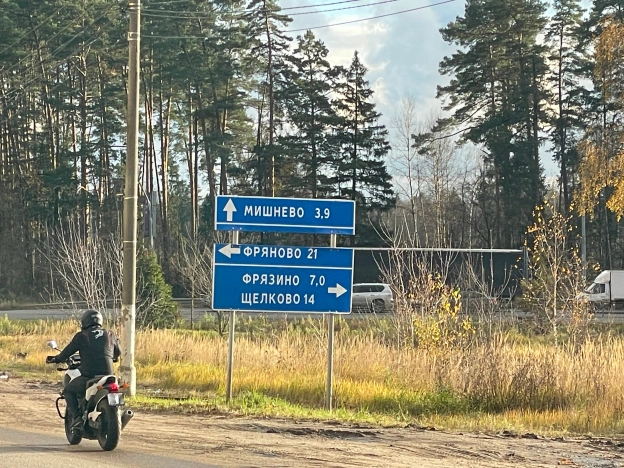 МИШНЕВО 3,9
ФРЯНОВО 21
ФРЯЗИНО 7,0
ЩЕЛКОВО 14